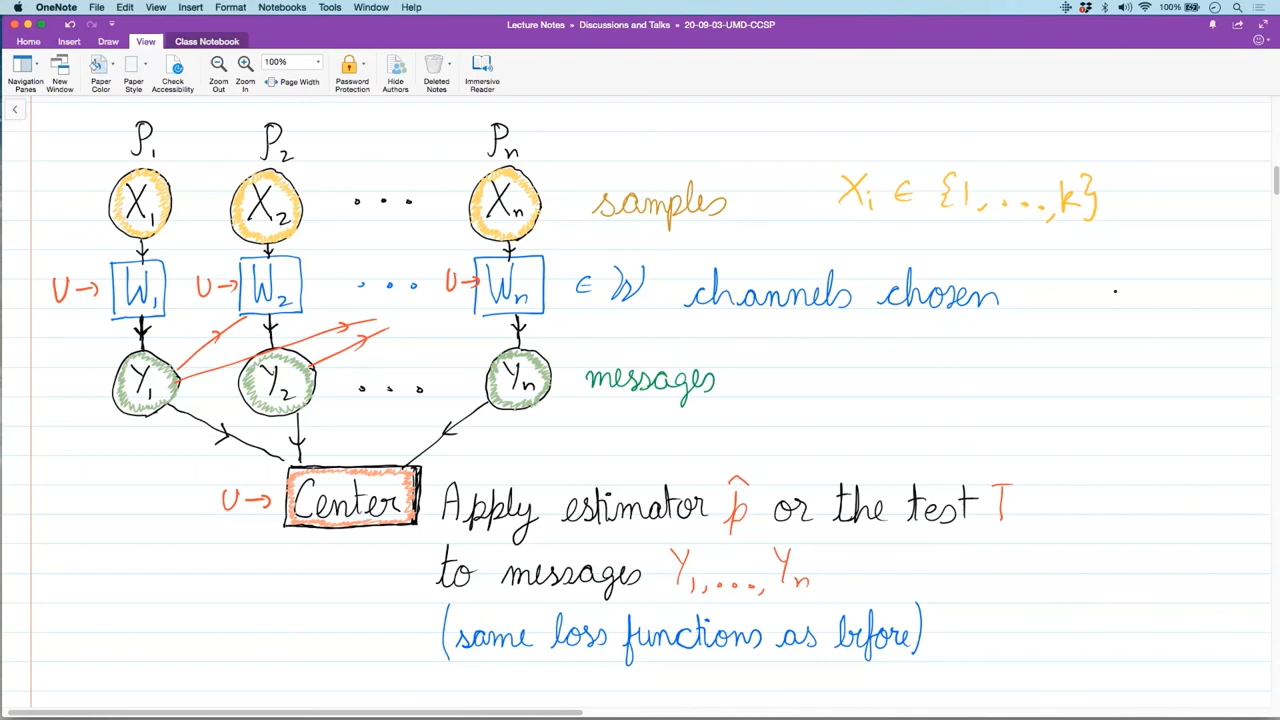 OneNote File Edit View Insert Format Notebooks Tools Window Help 100%
Lecture Notes » Discussions and Talks » 20-09-03-UMD-CCSP
Home Insert Draw View Class Notebook
Navigation Panes New Window Paper Color Paper Style Check Accessibility Zoom Out Zoom In 100% Page Width Password Protection Hide Authors Deleted Notes Immersive Reader
P₁ P₂ Pₙ
X₁ X₂ ... Xₙ samples Xᵢ ∈ {1, ..., k}
U→ W₁ U→ W₂ ... U→ Wₙ ∈ 𝒲 channels chosen
Y₁ Y₂ ... Yₙ messages
U→ Center Apply estimator p̂ or the test T
to messages Y₁, ..., Yₙ
(same loss functions as before)